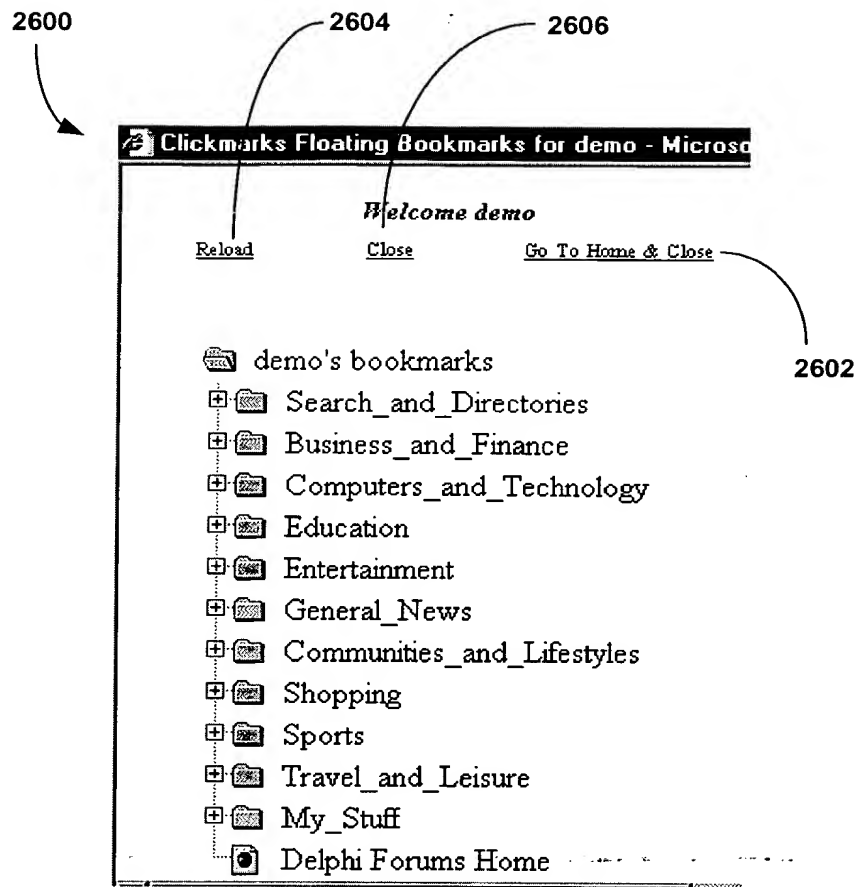 2600 2604 2606
Clickmarks Floating Bookmarks for demo - Microso
Welcome demo
Reload Close Go To Home & Close
2602
demo's bookmarks
Search_and_Directories
Business_and_Finance
Computers_and_Technology
Education
Entertainment
General_News
Communities_and_Lifestyles
Shopping
Sports
Travel_and_Leisure
My_Stuff
Delphi Forums Home